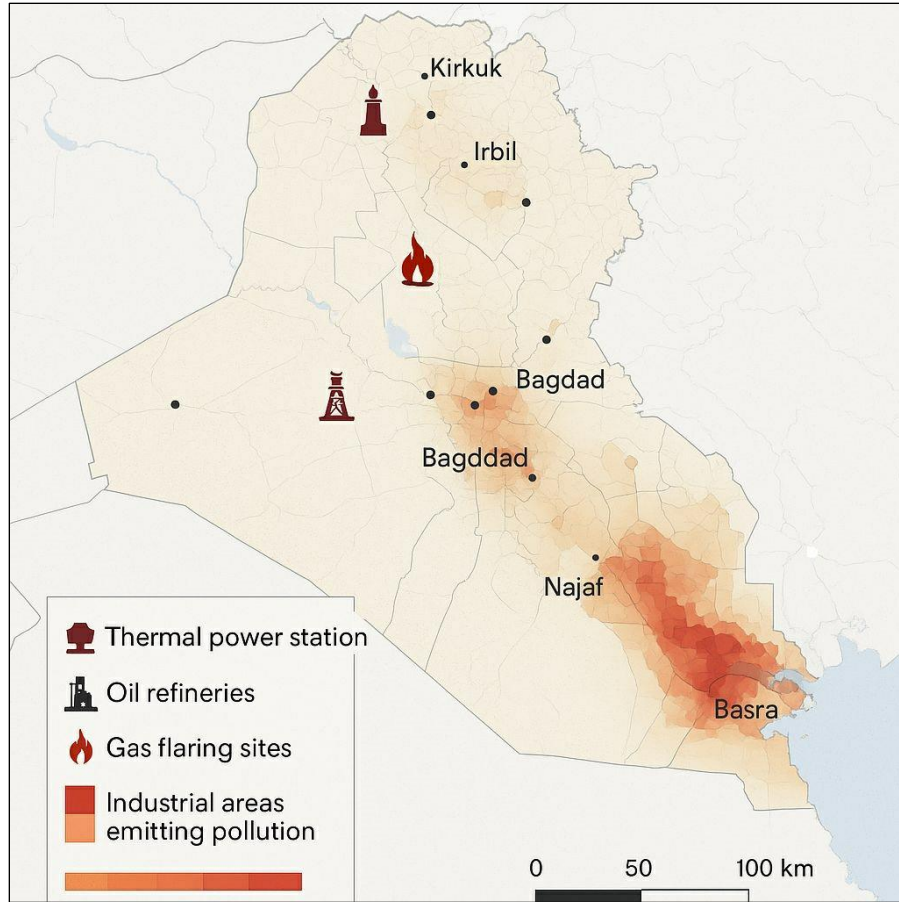 Kirkuk
Irbil
Bagdad
Bagddad
Najaf
Basra
Thermal power station
Oil refineries
Gas flaring sites
Industrial areas
emitting pollution
0 50 100 km